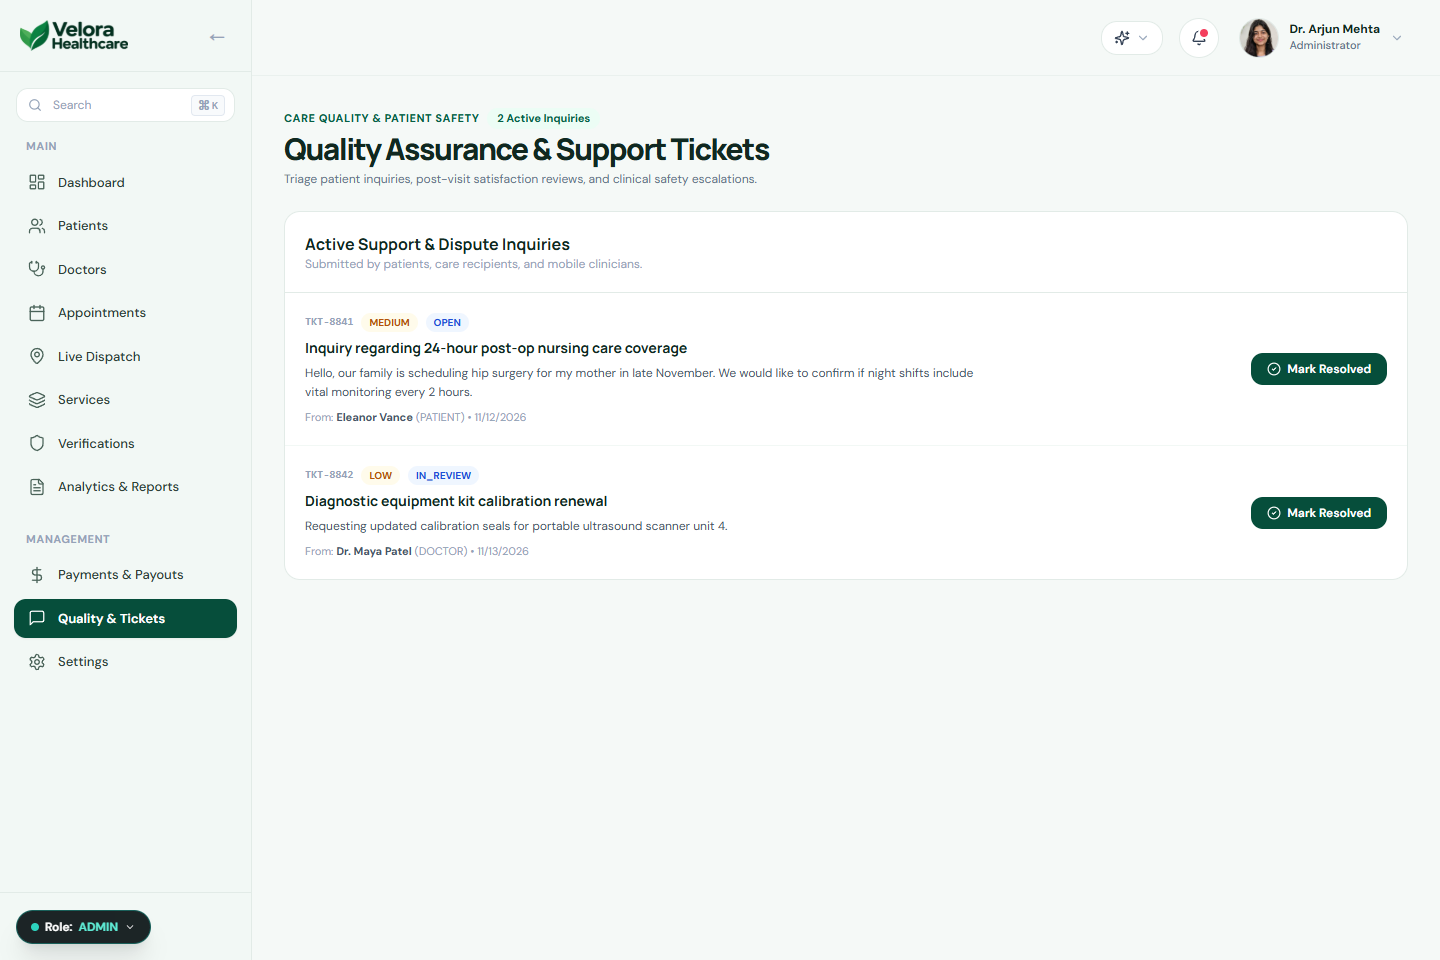 Velora
Healthcare
Search
⌘ K
MAIN
Dashboard
Patients
Doctors
Appointments
Live Dispatch
Services
Verifications
Analytics & Reports
MANAGEMENT
Payments & Payouts
Quality & Tickets
Settings
Role: ADMIN
Dr. Arjun Mehta
Administrator
CARE QUALITY & PATIENT SAFETY 2 Active Inquiries
Quality Assurance & Support Tickets
Triage patient inquiries, post-visit satisfaction reviews, and clinical safety escalations.
Active Support & Dispute Inquiries
Submitted by patients, care recipients, and mobile clinicians.
TKT-8841 MEDIUM OPEN
Inquiry regarding 24-hour post-op nursing care coverage
Hello, our family is scheduling hip surgery for my mother in late November. We would like to confirm if night shifts include
vital monitoring every 2 hours.
From: Eleanor Vance (PATIENT) • 11/12/2026
Mark Resolved
TKT-8842 LOW IN_REVIEW
Diagnostic equipment kit calibration renewal
Requesting updated calibration seals for portable ultrasound scanner unit 4.
From: Dr. Maya Patel (DOCTOR) • 11/13/2026
Mark Resolved